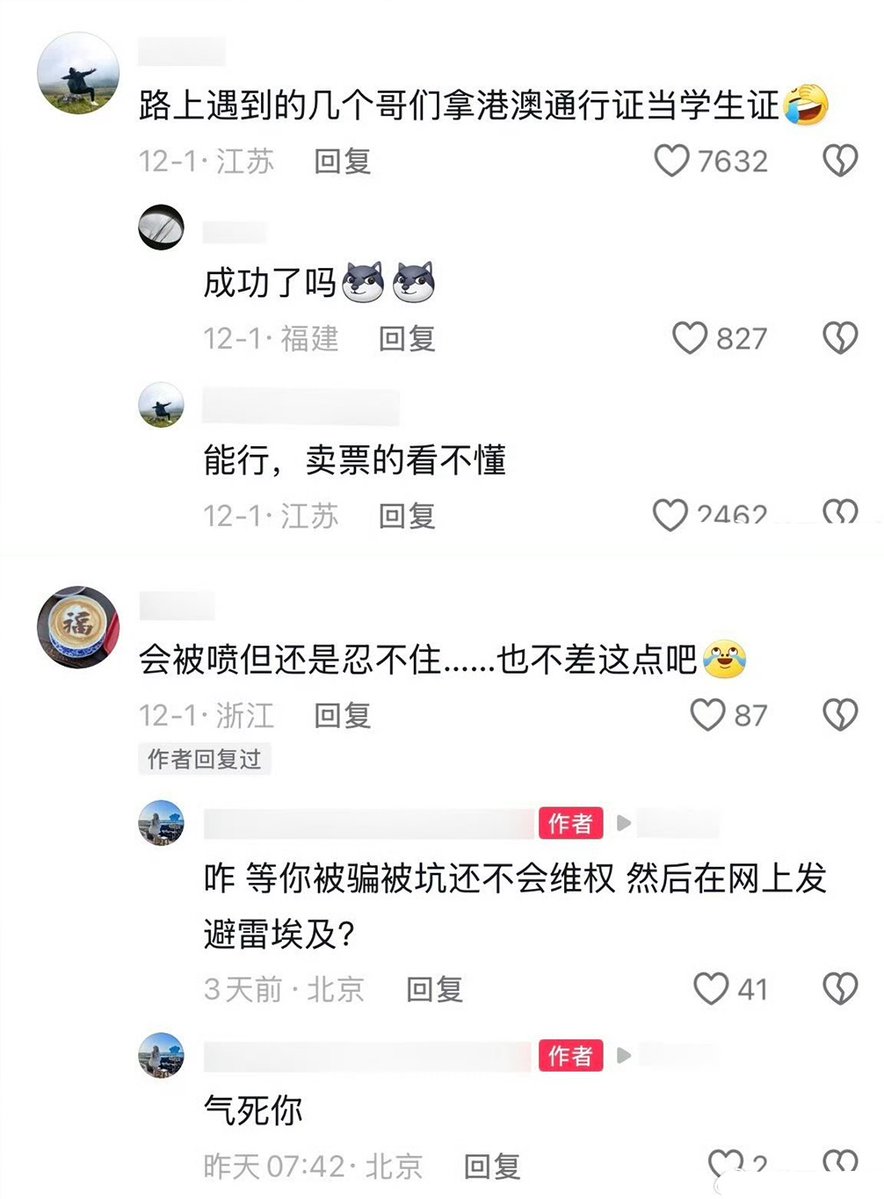 路上遇到的几个哥们拿港澳通行证当学生证🤣
12-1·江苏 回复 7632
成功了吗
12-1·福建 回复 827
能行，卖票的看不懂
12-1·江苏 回复 2462
福
会被喷但还是忍不住……也不差这点吧
12-1·浙江 回复 87
作者回复过
作者
咋 等你被骗被坑还不会维权 然后在网上发
避雷埃及?
3天前·北京 回复 41
作者
气死你
昨天07:42·北京 回复 2